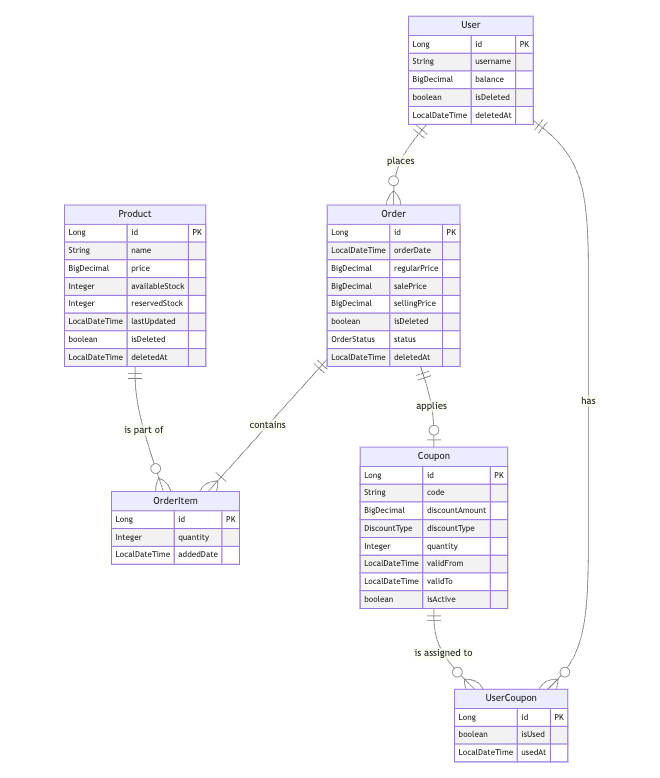 User
Long id PK
String username
BigDecimal balance
boolean isDeleted
LocalDateTime deletedAt
places
Product
Long id PK
String name
BigDecimal price
Integer availableStock
Integer reservedStock
LocalDateTime lastUpdated
boolean isDeleted
LocalDateTime deletedAt
Order
Long id PK
LocalDateTime orderDate
BigDecimal regularPrice
BigDecimal salePrice
BigDecimal sellingPrice
boolean isDeleted
OrderStatus status
LocalDateTime deletedAt
has
applies
contains
is part of
Coupon
Long id PK
String code
BigDecimal discountAmount
DiscountType discountType
Integer quantity
LocalDateTime validFrom
LocalDateTime validTo
boolean isActive
OrderItem
Long id PK
Integer quantity
LocalDateTime addedDate
is assigned to
UserCoupon
Long id PK
boolean isUsed
LocalDateTime usedAt